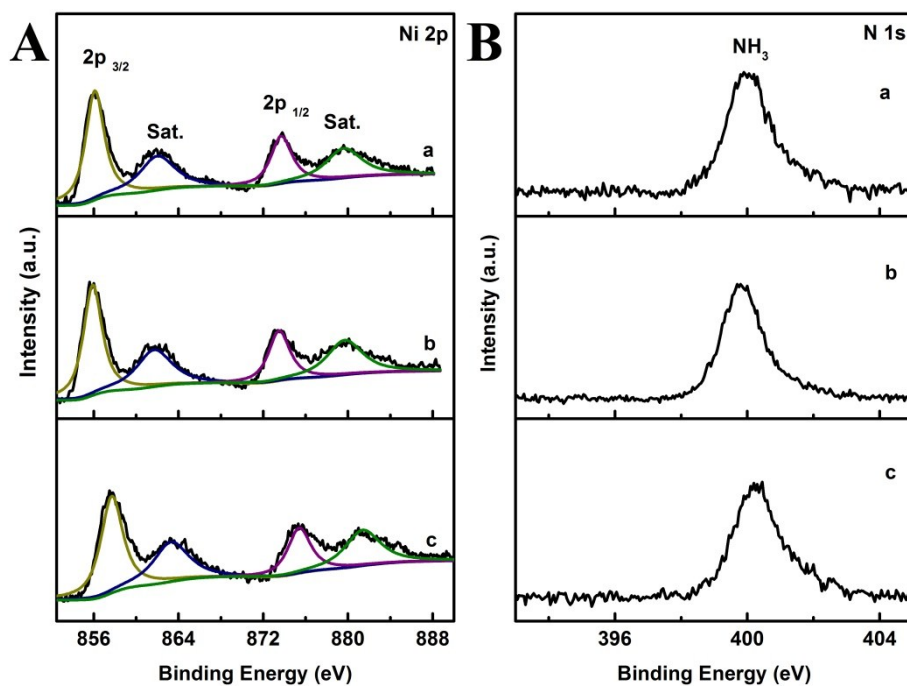 A
Ni 2p
2p 3/2
Sat.
2p 1/2
Sat.
a
b
c
856 864 872 880 888
Binding Energy (eV)
Intensity (a.u.)
B
N 1s
NH3
a
b
c
396 400 404
Binding Energy (eV)
Intensity (a.u.)